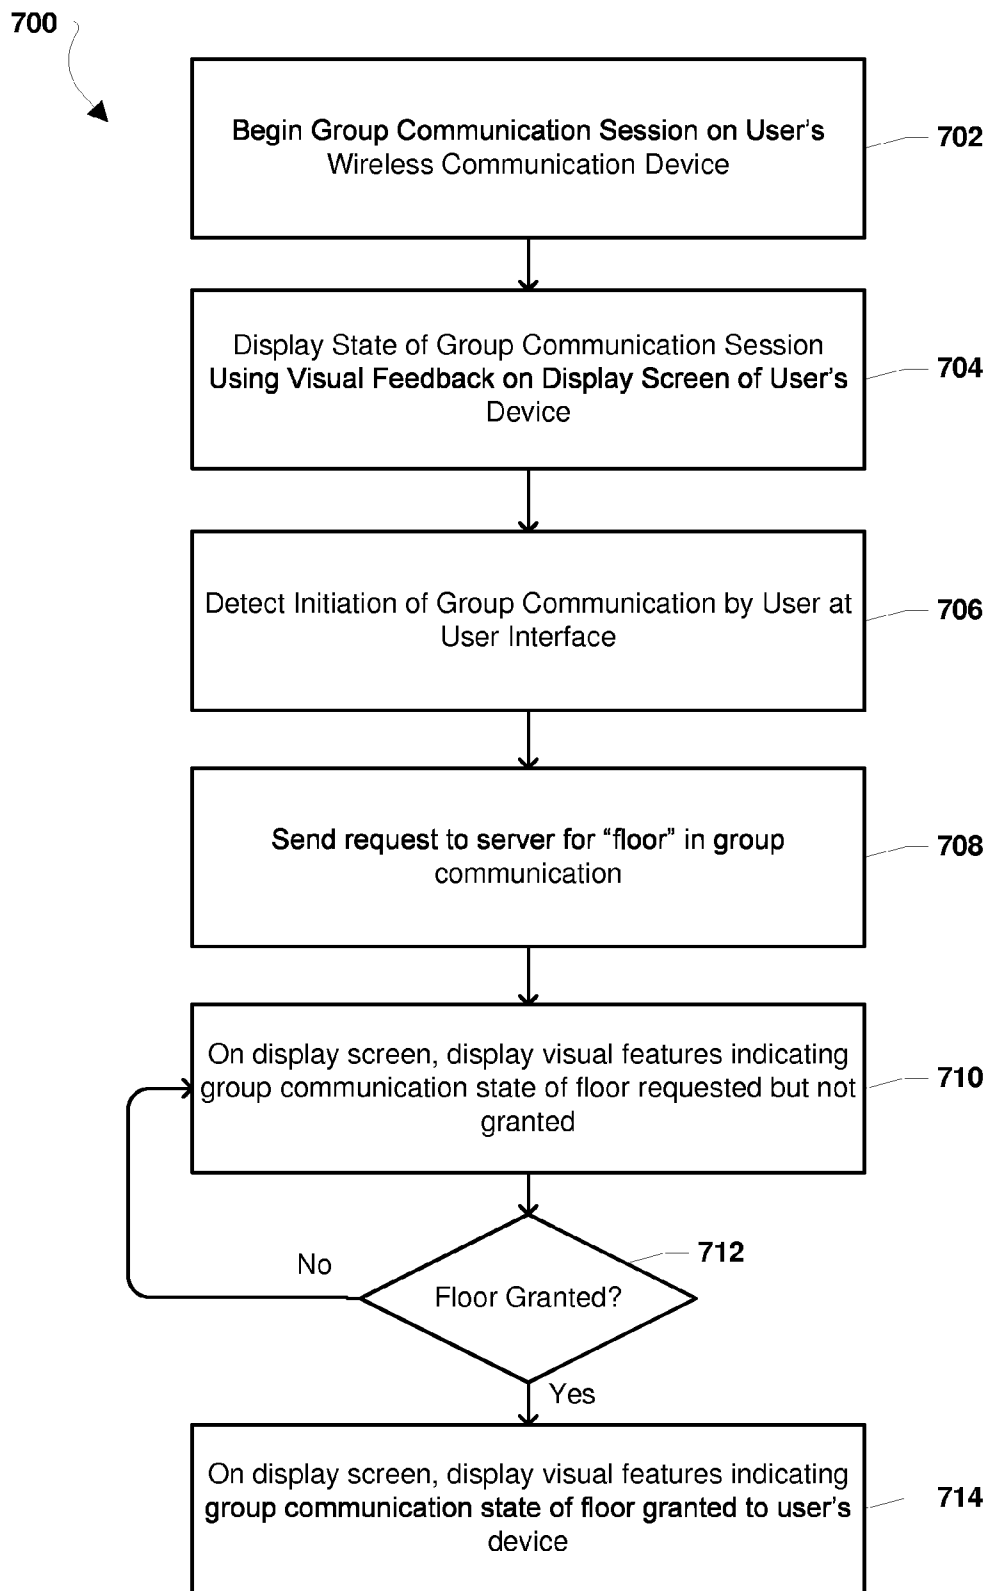 700
Begin Group Communication Session on User's
Wireless Communication Device
702
Display State of Group Communication Session
Using Visual Feedback on Display Screen of User's
Device
704
Detect Initiation of Group Communication by User at
User Interface
706
Send request to server for “floor” in group
communication
708
On display screen, display visual features indicating
group communication state of floor requested but not
granted
710
712
No
Floor Granted?
Yes
On display screen, display visual features indicating
group communication state of floor granted to user's
device
714